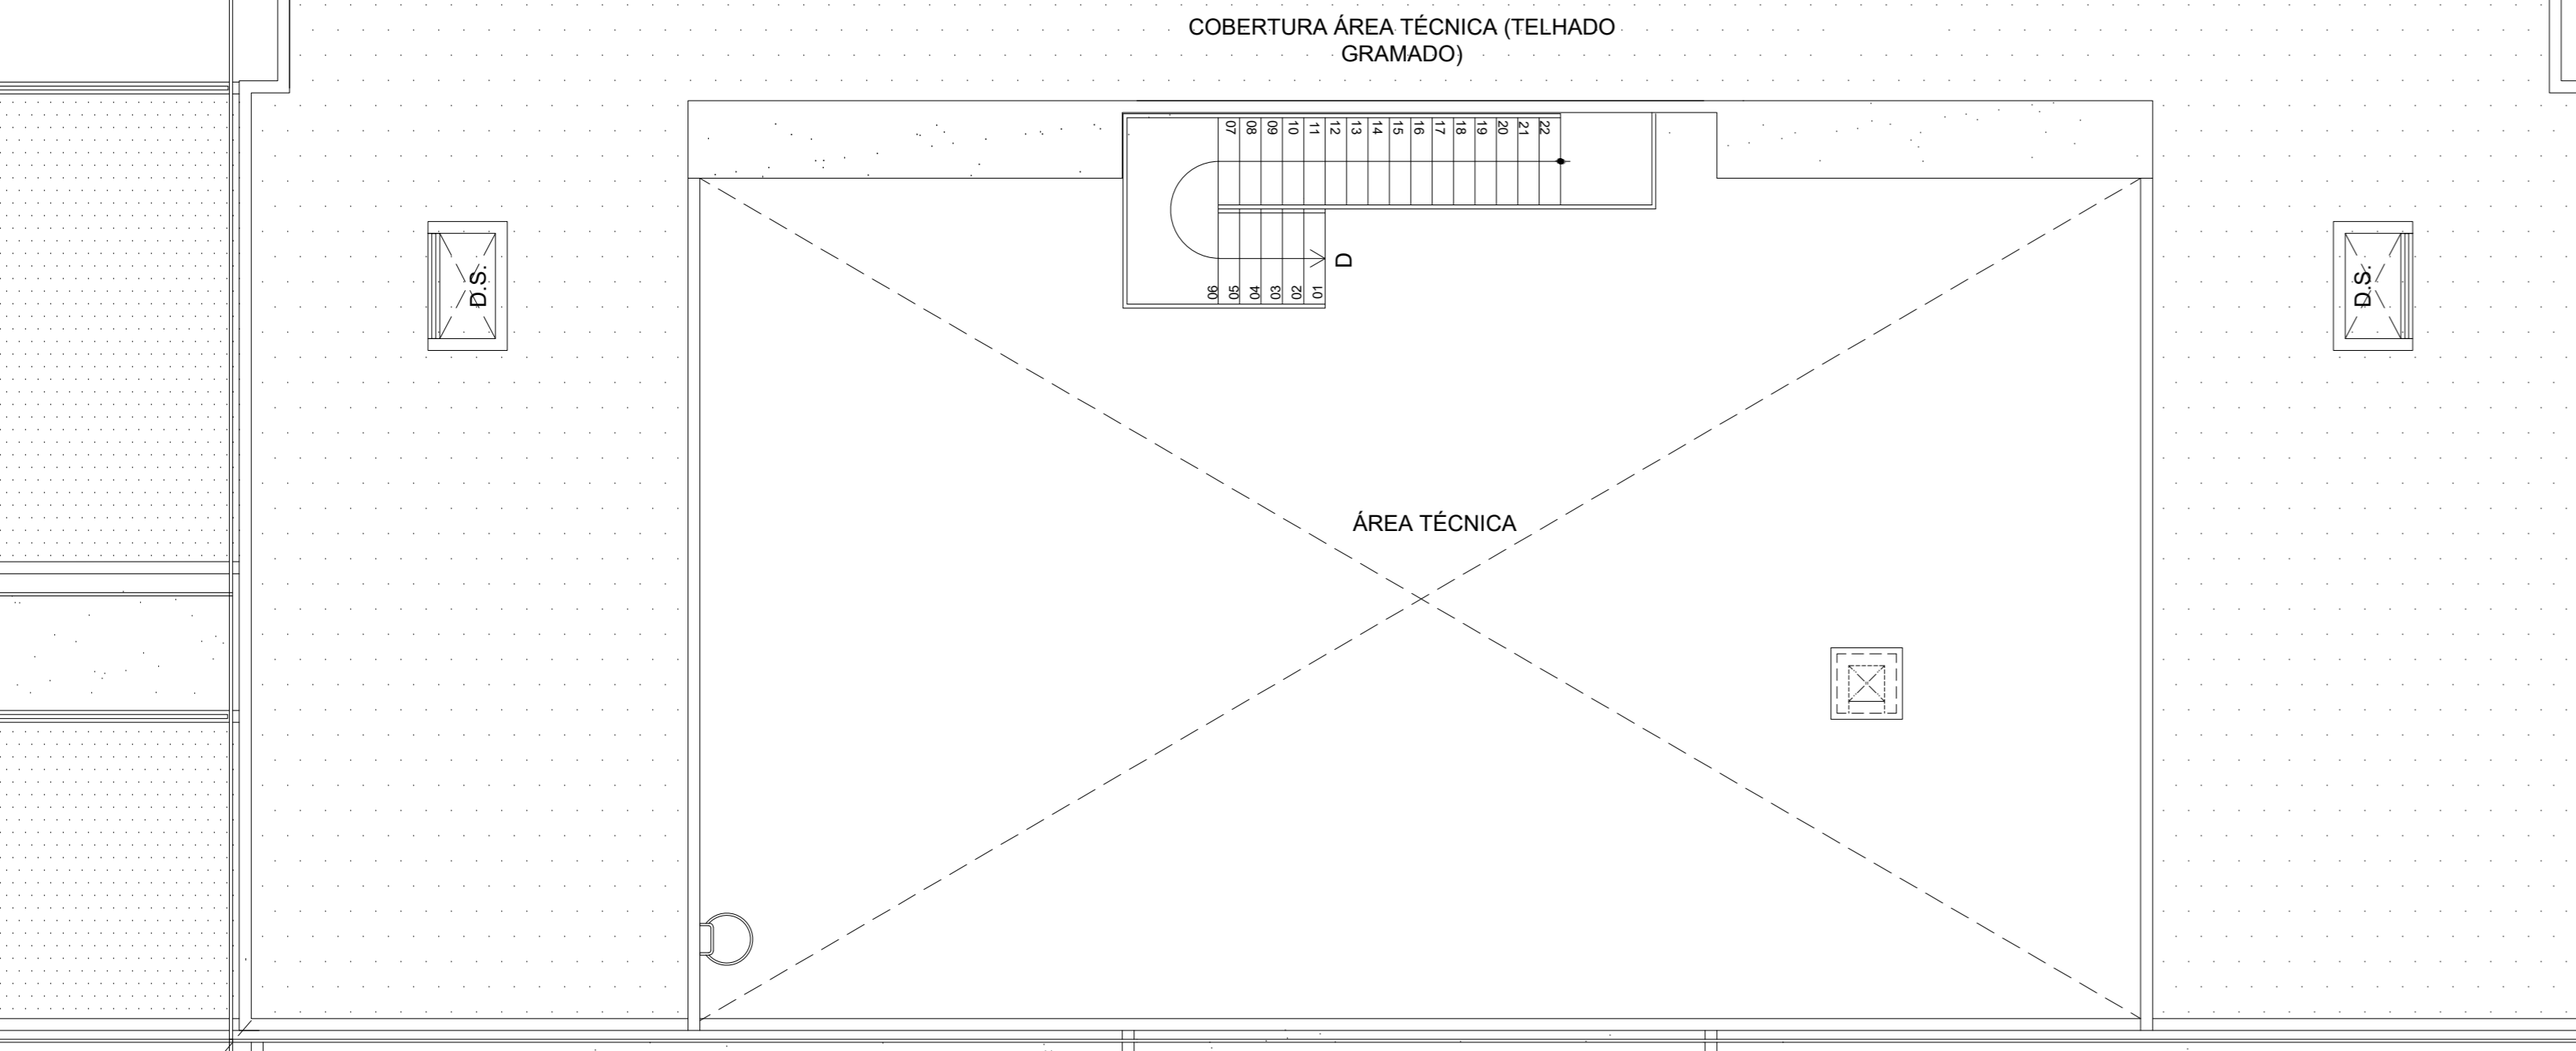 COBERTURA ÁREA TÉCNICA (TELHADO
GRAMADO)
07 08 09 10 11 12 13 14 15 16 17 18 19 20 21 22
D
06 05 04 03 02 01
D.S.
D.S.
ÁREA TÉCNICA